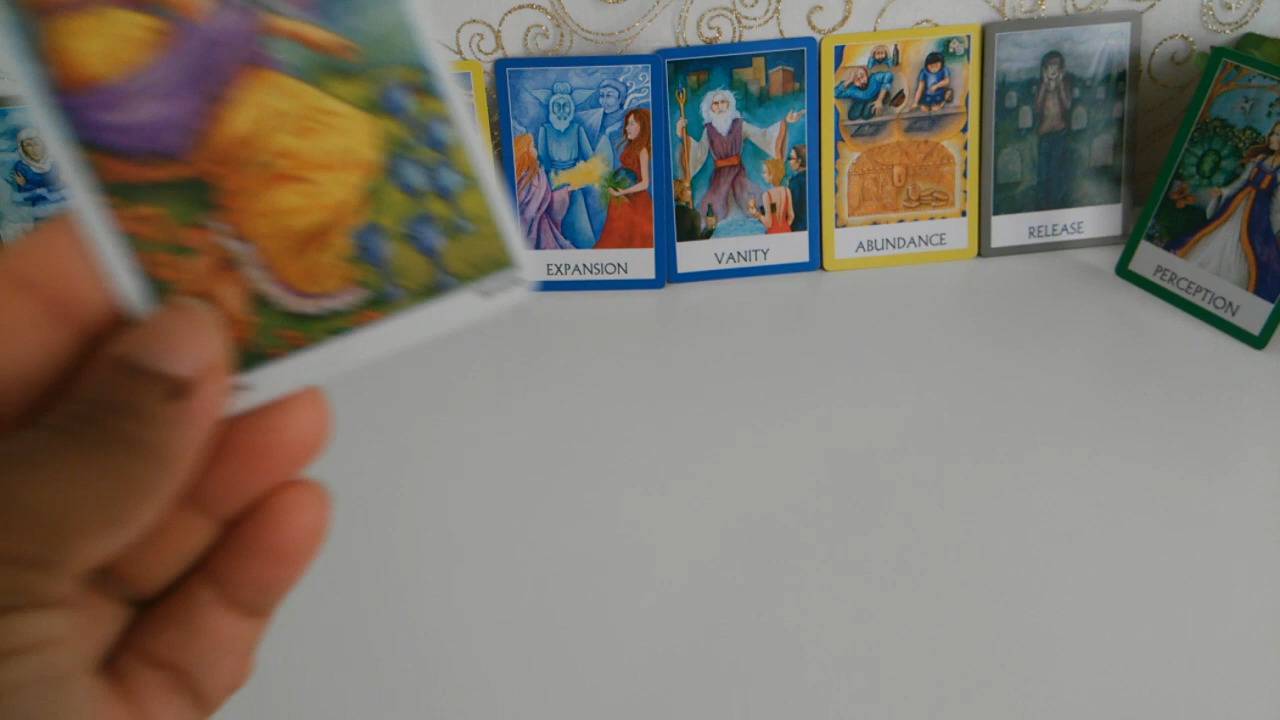 EXPANSION
VANITY
ABUNDANCE
RELEASE
PERCEPTION